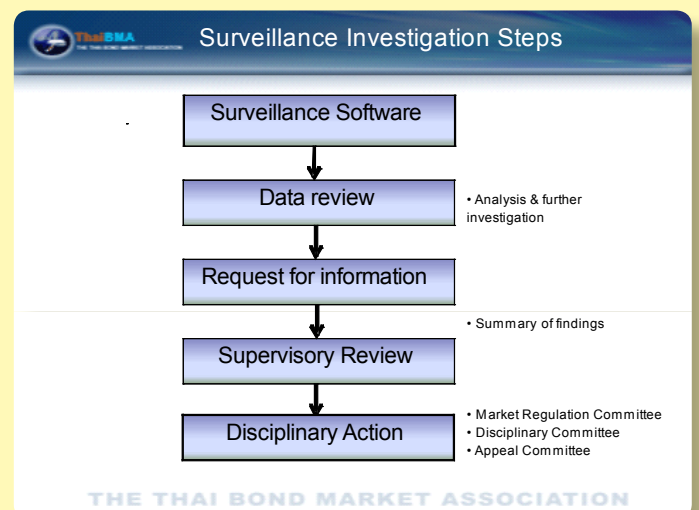 ThaiBMA
THE THAI BOND MARKET ASSOCIATION
Surveillance Investigation Steps
Surveillance Software
Data review
• Analysis & further
investigation
Request for information
• Summary of findings
Supervisory Review
Disciplinary Action
• Market Regulation Committee
• Disciplinary Committee
• Appeal Committee
THE THAI BOND MARKET ASSOCIATION